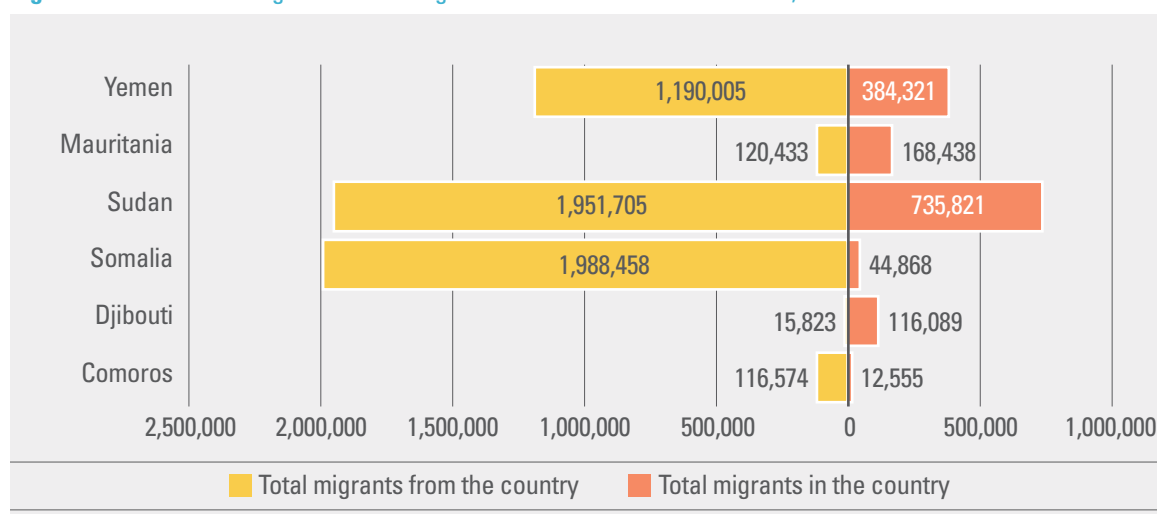 Yemen 1,190,005 384,321
Mauritania 120,433 168,438
Sudan 1,951,705 735,821
Somalia 1,988,458 44,868
Djibouti 15,823 116,089
Comoros 116,574 12,555
2,500,000 2,000,000 1,500,000 1,000,000 500,000 0 500,000 1,000,000
Total migrants from the country Total migrants in the country